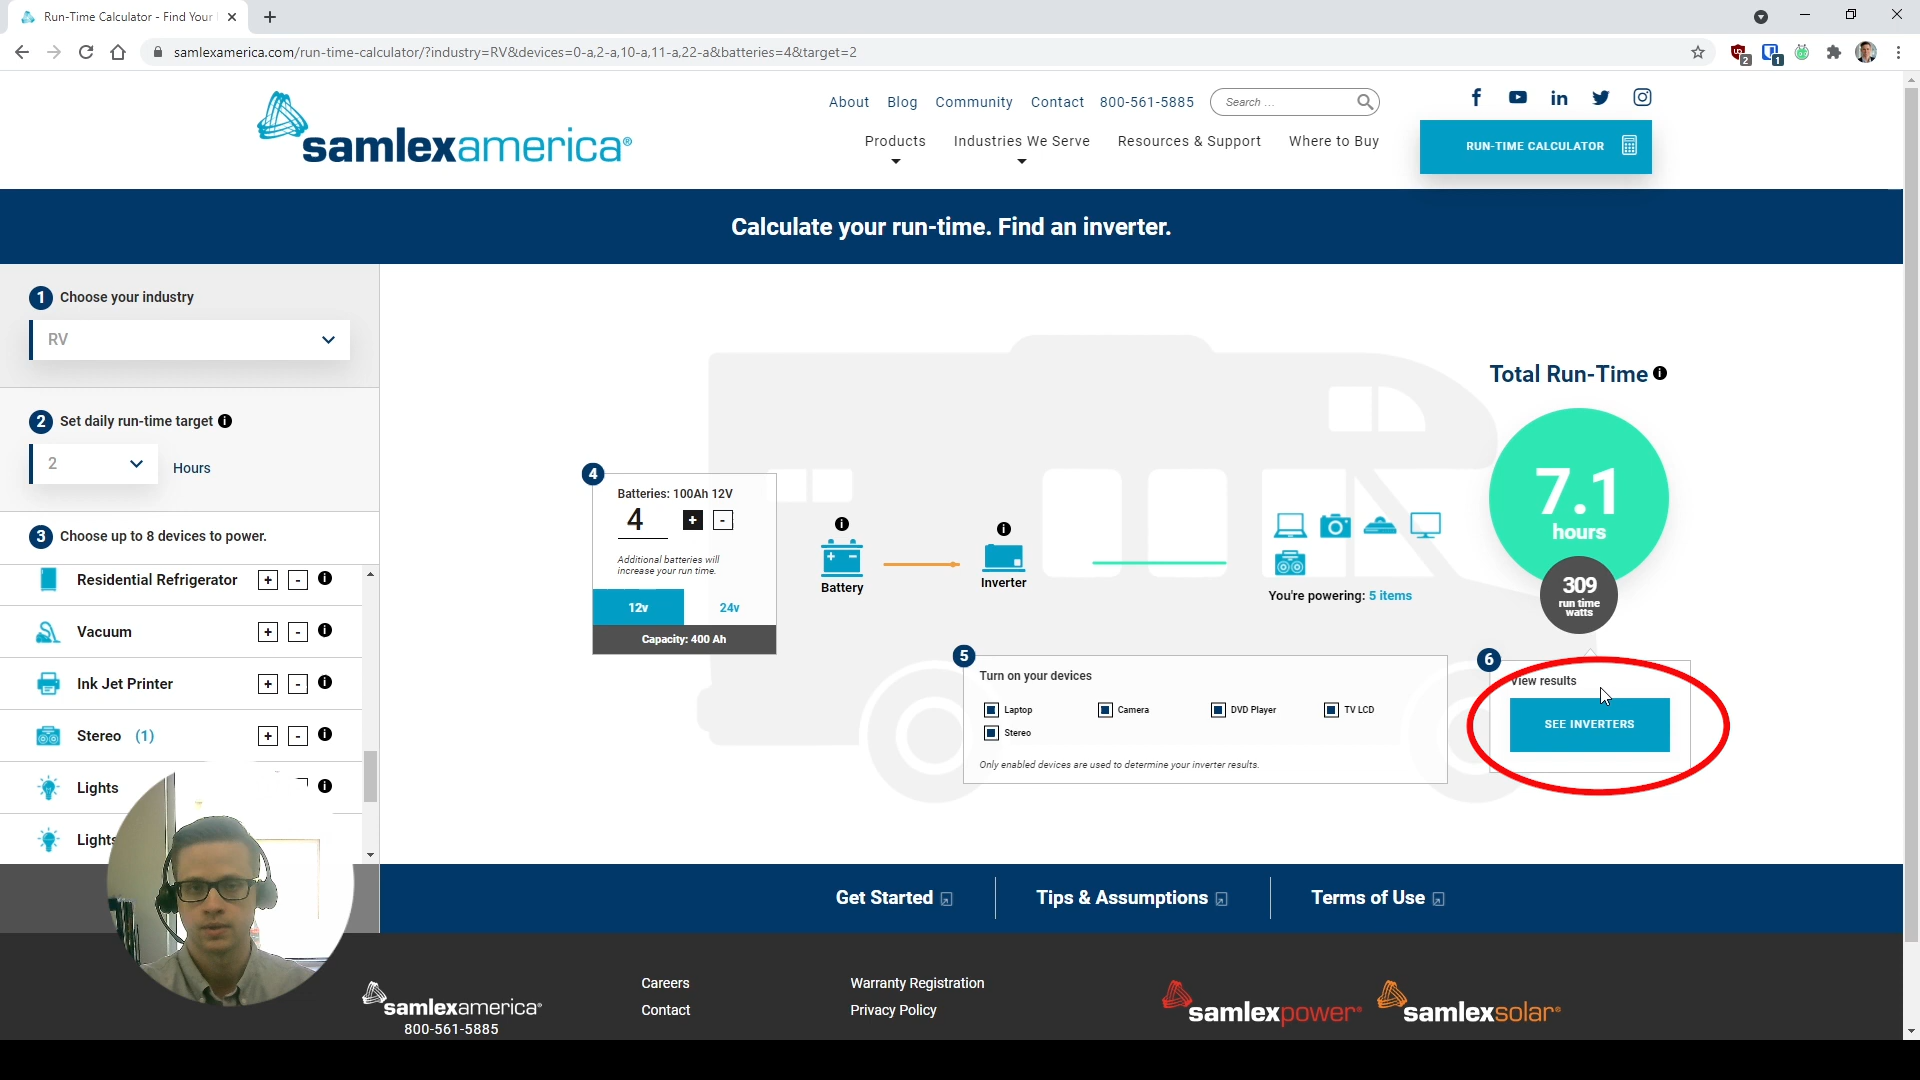 Run-Time Calculator - Find Your
samlexamerica.com/run-time-calculator/?industry=RV&devices=0-a,2-a,10-a,11-a,22-a&batteries=4&target=2
2
1
samlexamerica®
About Blog Community Contact 800-561-5885 Search ...
Products Industries We Serve Resources & Support Where to Buy
RUN-TIME CALCULATOR
Calculate your run-time. Find an inverter.
1 Choose your industry
RV
2 Set daily run-time target i
2 Hours
3 Choose up to 8 devices to power.
Residential Refrigerator + - i
Vacuum + - i
Ink Jet Printer + - i
Stereo (1) + - i
Lights i
Lights
4
Batteries: 100Ah 12V
4 + -
Additional batteries will
increase your run time.
12v 24v
Capacity: 400 Ah
i
Battery
i
Inverter
You're powering: 5 items
Total Run-Time i
7.1
hours
309
run time
watts
5
Turn on your devices
Laptop Camera DVD Player TV LCD
Stereo
Only enabled devices are used to determine your inverter results.
6
View results
SEE INVERTERS
Get Started Tips & Assumptions Terms of Use
samlexamerica®
800-561-5885
Careers
Contact
Warranty Registration
Privacy Policy
samlexpower®
samlexsolar®